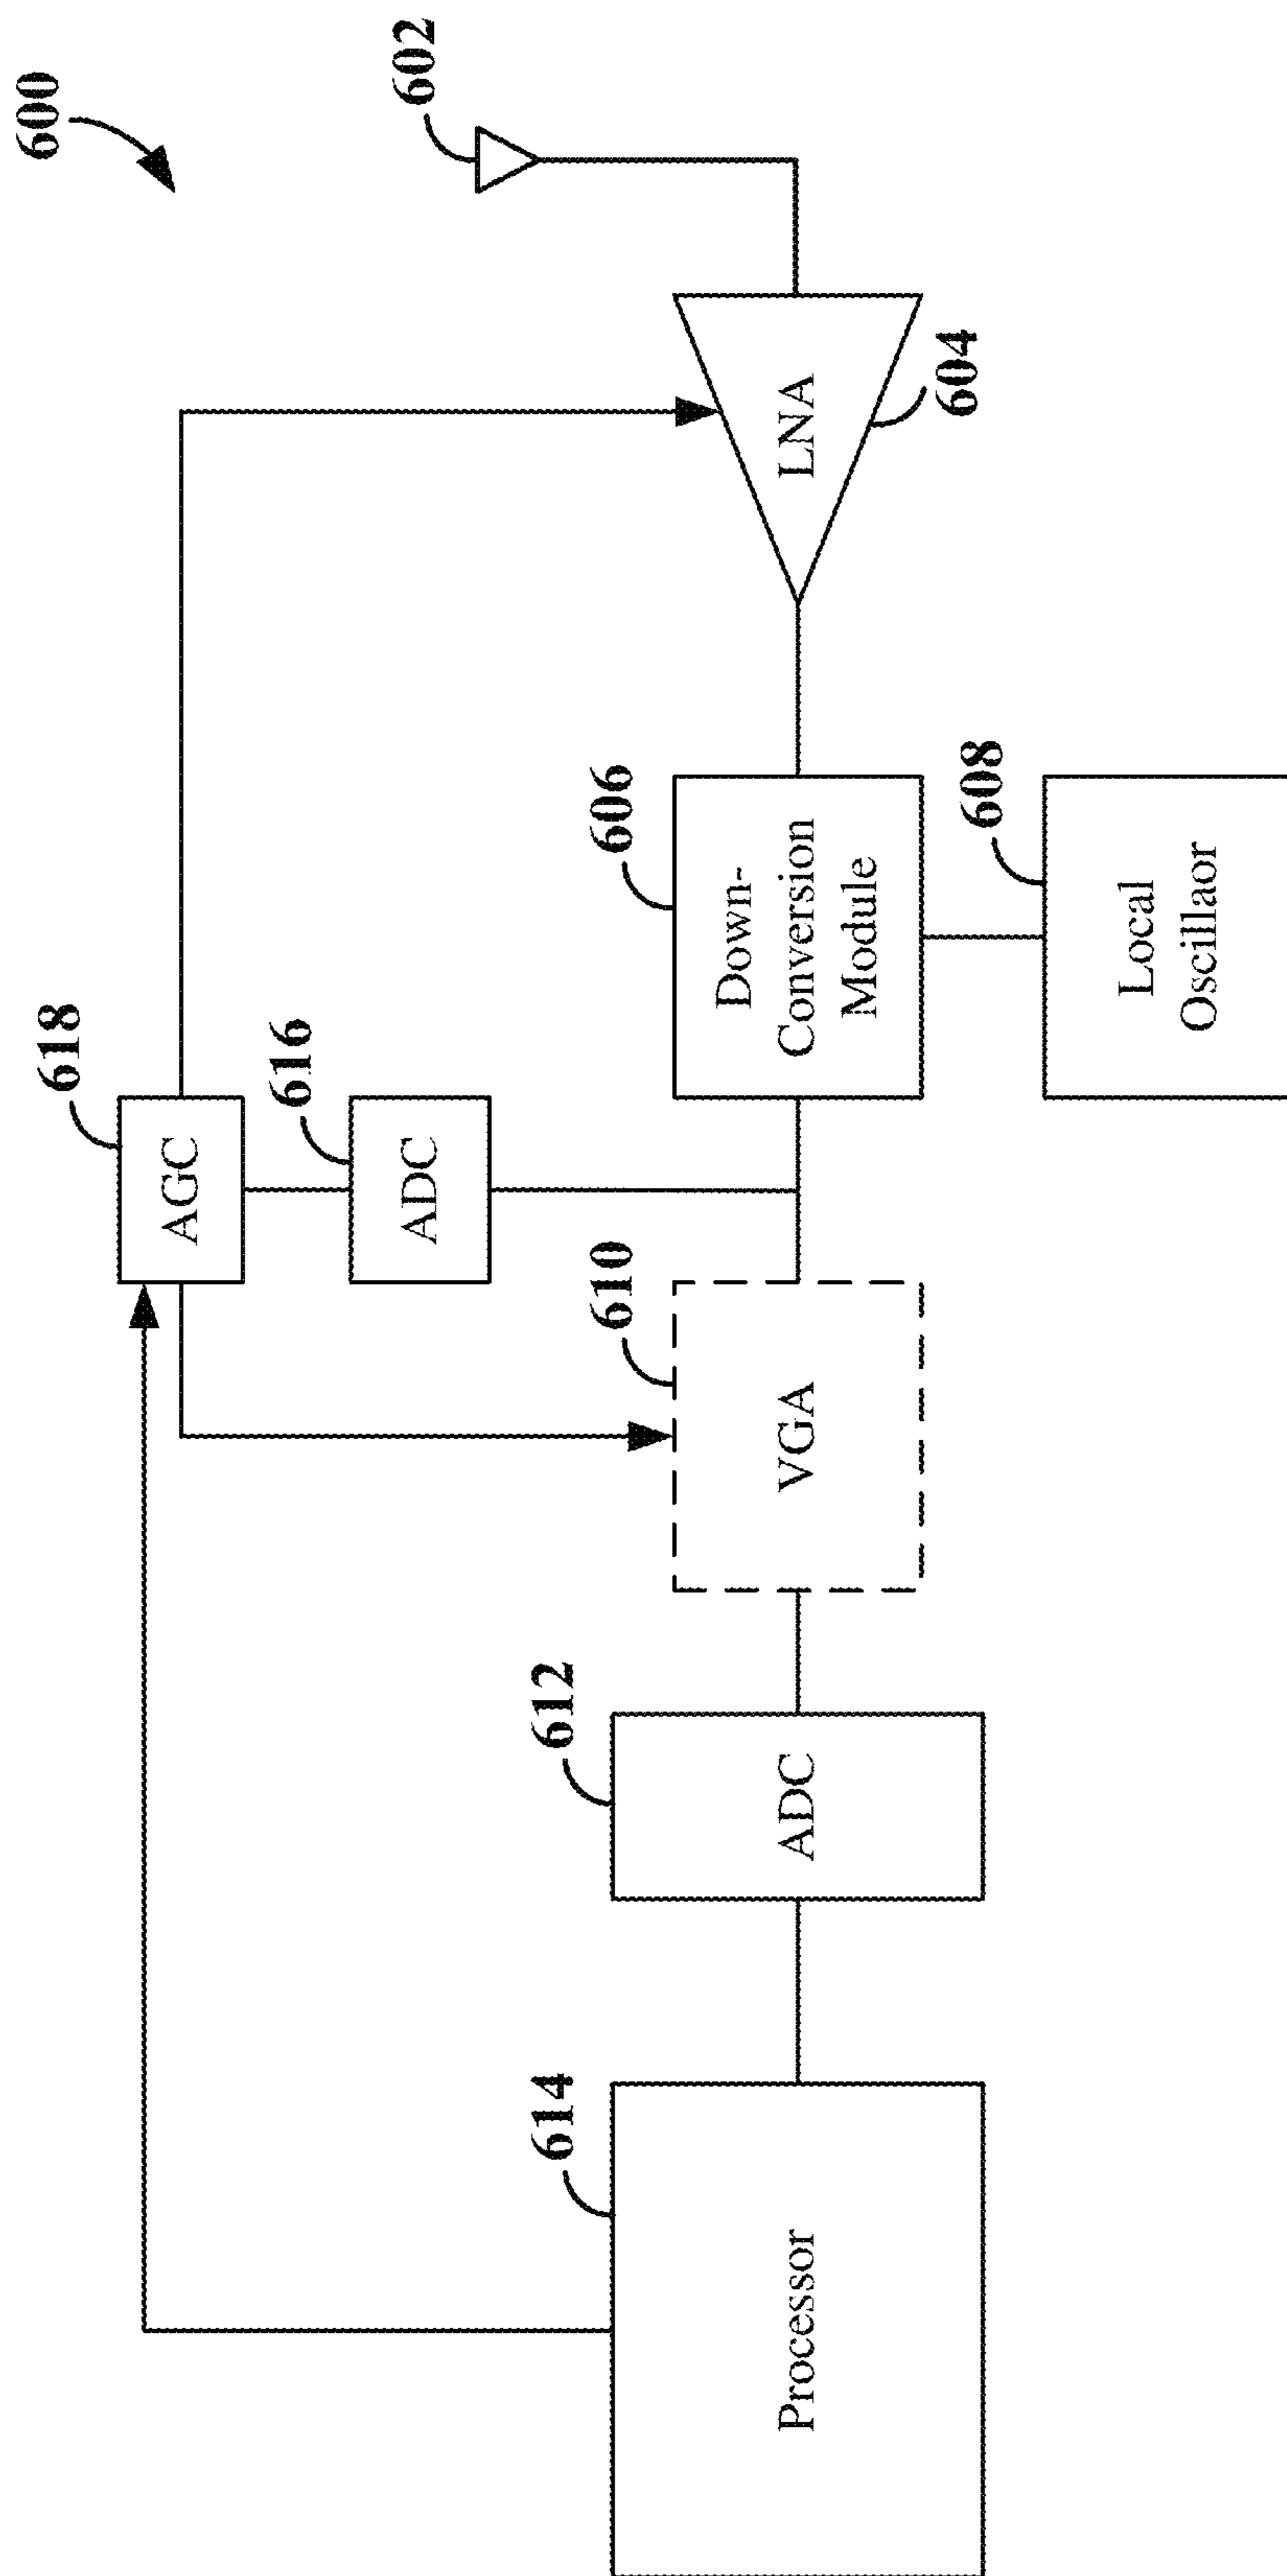 600
602
LNA
604
606
Down-
Conversion
Module
608
Local
Oscillaor
618
AGC
616
ADC
610
VGA
612
ADC
614
Processor